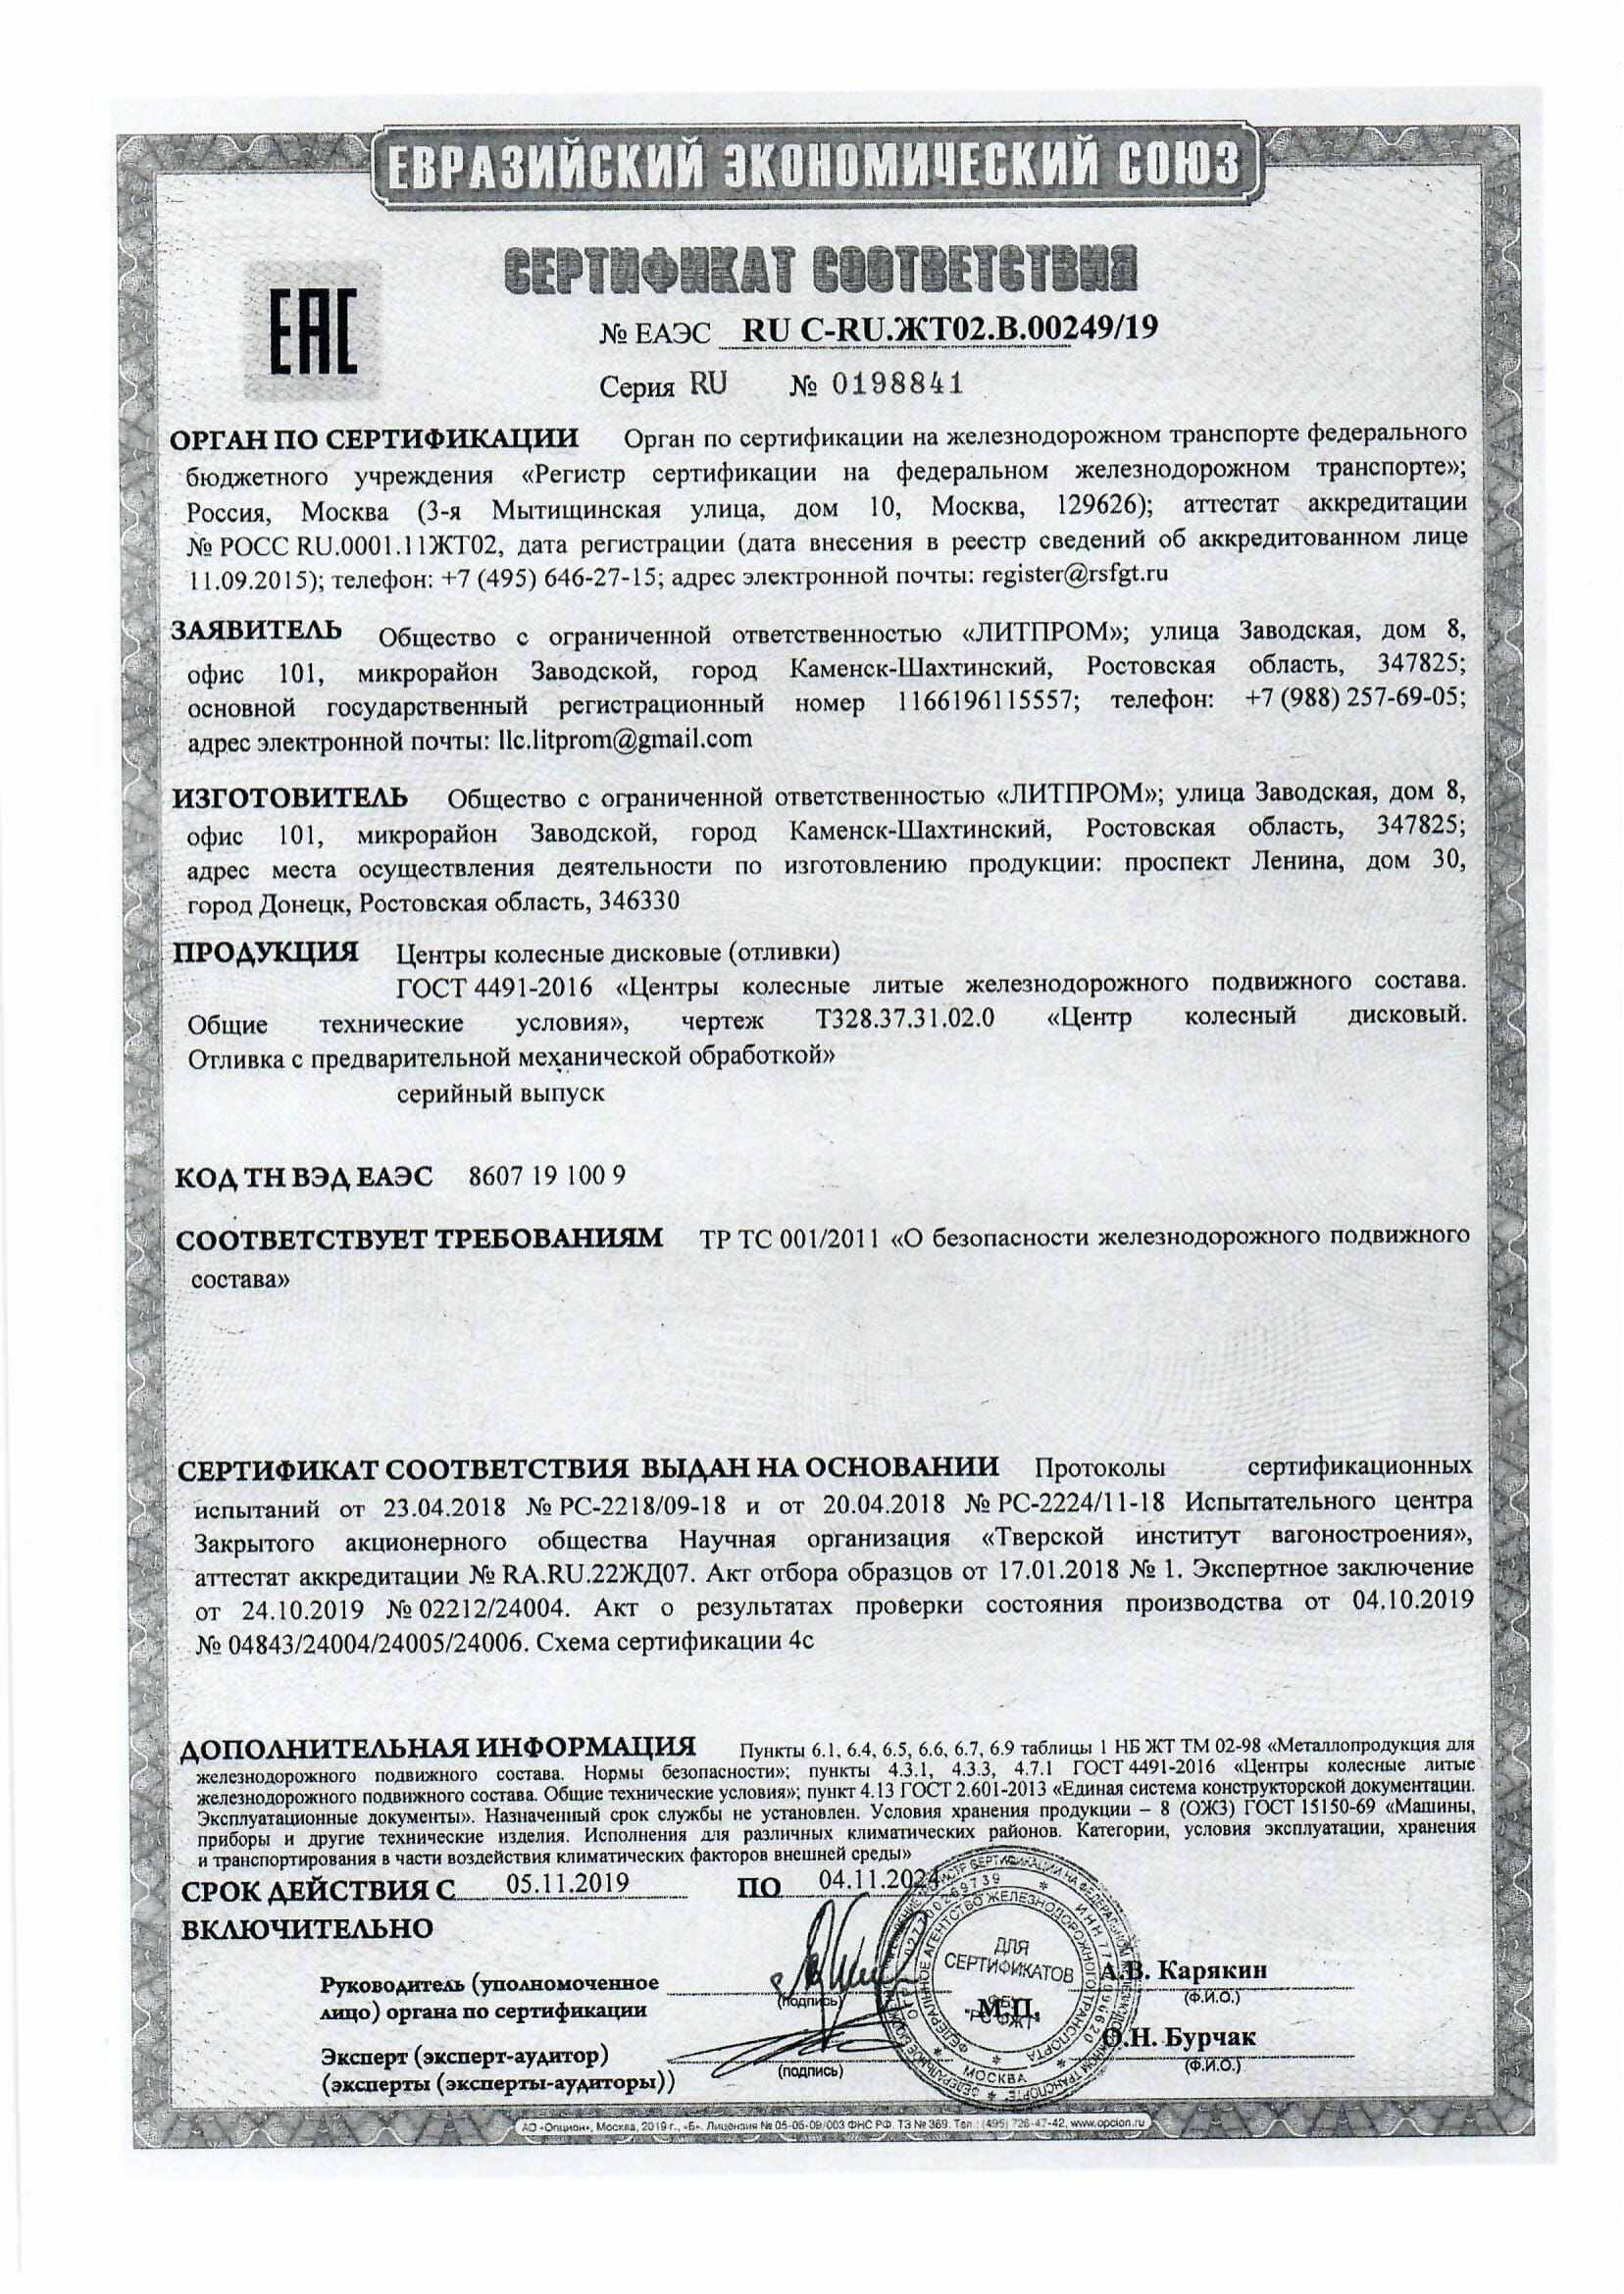 ЕВРАЗИЙСКИЙ ЭКОНОМИЧЕСКИЙ СОЮЗ
СЕРТИФИКАТ СООТВЕТСТВИЯ
EAC
№ ЕАЭС RU C-RU.ЖТ02.В.00249/19
Серия RU № 0198841
ОРГАН ПО СЕРТИФИКАЦИИ Орган по сертификации на железнодорожном транспорте федерального
бюджетного учреждения «Регистр сертификации на федеральном железнодорожном транспорте»;
Россия, Москва (3-я Мытищинская улица, дом 10, Москва, 129626); аттестат аккредитации
№ РОСС RU.0001.11ЖТ02, дата регистрации (дата внесения в реестр сведений об аккредитованном лице
11.09.2015); телефон: +7 (495) 646-27-15; адрес электронной почты: register@rsfgt.ru
ЗАЯВИТЕЛЬ Общество с ограниченной ответственностью «ЛИТПРОМ»; улица Заводская, дом 8,
офис 101, микрорайон Заводской, город Каменск-Шахтинский, Ростовская область, 347825;
основной государственный регистрационный номер 1166196115557; телефон: +7 (988) 257-69-05;
адрес электронной почты: llc.litprom@gmail.com
ИЗГОТОВИТЕЛЬ Общество с ограниченной ответственностью «ЛИТПРОМ»; улица Заводская, дом 8,
офис 101, микрорайон Заводской, город Каменск-Шахтинский, Ростовская область, 347825;
адрес места осуществления деятельности по изготовлению продукции: проспект Ленина, дом 30,
город Донецк, Ростовская область, 346330
ПРОДУКЦИЯ Центры колесные дисковые (отливки)
ГОСТ 4491-2016 «Центры колесные литые железнодорожного подвижного состава.
Общие технические условия», чертеж Т328.37.31.02.0 «Центр колесный дисковый.
Отливка с предварительной механической обработкой»
серийный выпуск
КОД ТН ВЭД ЕАЭС 8607 19 100 9
СООТВЕТСТВУЕТ ТРЕБОВАНИЯМ ТР ТС 001/2011 «О безопасности железнодорожного подвижного
состава»
СЕРТИФИКАТ СООТВЕТСТВИЯ ВЫДАН НА ОСНОВАНИИ Протоколы сертификационных
испытаний от 23.04.2018 № РС-2218/09-18 и от 20.04.2018 № РС-2224/11-18 Испытательного центра
Закрытого акционерного общества Научная организация «Тверской институт вагоностроения»,
аттестат аккредитации № RA.RU.22ЖД07. Акт отбора образцов от 17.01.2018 № 1. Экспертное заключение
от 24.10.2019 № 02212/24004. Акт о результатах проверки состояния производства от 04.10.2019
№ 04843/24004/24005/24006. Схема сертификации 4с
ДОПОЛНИТЕЛЬНАЯ ИНФОРМАЦИЯ Пункты 6.1, 6.4, 6.5, 6.6, 6.7, 6.9 таблицы 1 НБ ЖТ ТМ 02-98 «Металлопродукция для
железнодорожного подвижного состава. Нормы безопасности»; пункты 4.3.1, 4.3.3, 4.7.1 ГОСТ 4491-2016 «Центры колесные литые
железнодорожного подвижного состава. Общие технические условия»; пункт 4.13 ГОСТ 2.601-2013 «Единая система конструкторской документации.
Эксплуатационные документы». Назначенный срок службы не установлен. Условия хранения продукции – 8 (ОЖ3) ГОСТ 15150-69 «Машины,
приборы и другие технические изделия. Исполнения для различных климатических районов. Категории, условия эксплуатации, хранения
и транспортирования в части воздействия климатических факторов внешней среды»
СРОК ДЕЙСТВИЯ С 05.11.2019 ПО 04.11.2024
ВКЛЮЧИТЕЛЬНО
Руководитель (уполномоченное
лицо) органа по сертификации
(подпись)
А.В. Карякин
(Ф.И.О.)
ДЛЯ
СЕРТИФИКАТОВ
М.П.
МОСКВА
ФЕДЕРАЛЬНОЕ АГЕНТСТВО ЖЕЛЕЗНОДОРОЖНОГО ТРАНСПОРТА
Эксперт (эксперт-аудитор)
(эксперты (эксперты-аудиторы))
(подпись)
О.Н. Бурчак
(Ф.И.О.)
АО «Опцион», Москва, 2019 г., «Б». Лицензия № 05-05-09/003 ФНС РФ. ТЗ № 369. Тел.: (495) 726-47-42, www.opcion.ru